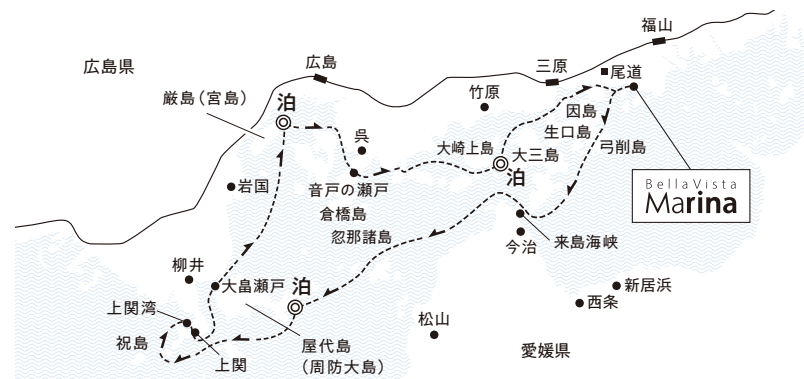 福山
広島
三原
尾道
広島県
竹原
厳島（宮島）
泊
因島
呉
生口島
大崎上島
大三島
弓削島
泊
岩国
音戸の瀬戸
BellaVista
Marina
倉橋島
忽那諸島
来島海峡
今治
柳井
大畠瀬戸
泊
新居浜
西条
上関湾
松山
祝島
上関
屋代島
（周防大島）
愛媛県